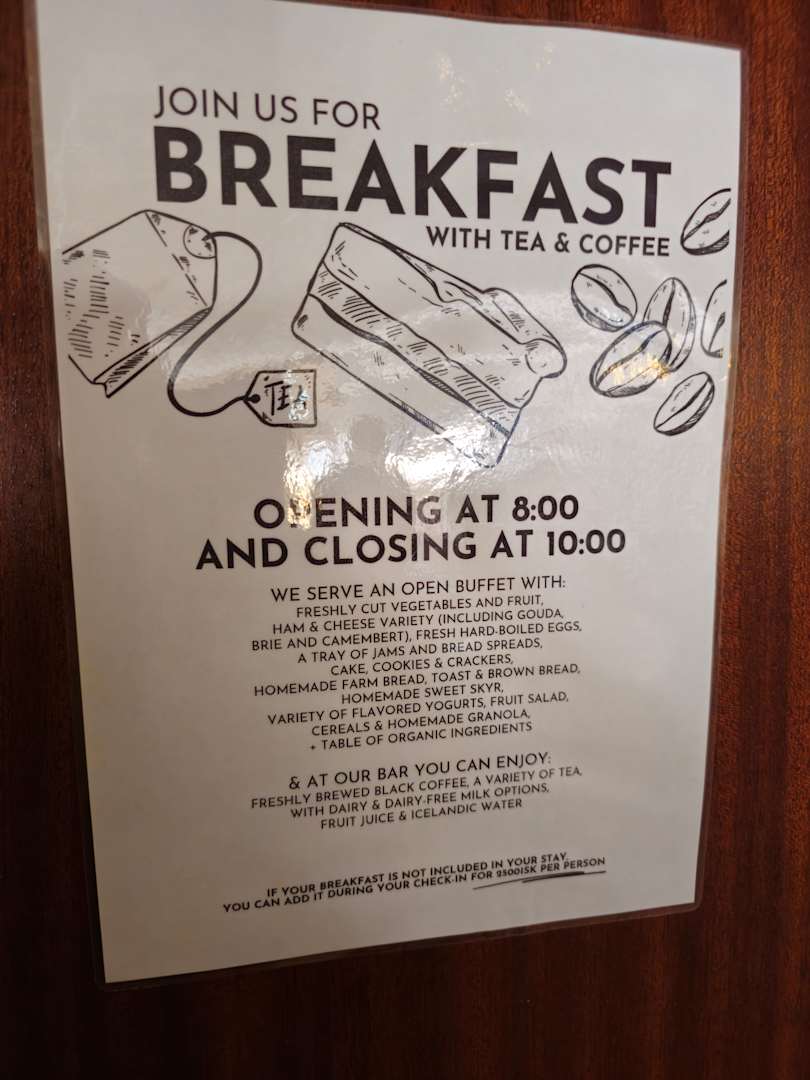 JOIN US FOR
BREAKFAST
WITH TEA & COFFEE
TEA
OPENING AT 8:00
AND CLOSING AT 10:00
WE SERVE AN OPEN BUFFET WITH:
FRESHLY CUT VEGETABLES AND FRUIT,
HAM & CHEESE VARIETY (INCLUDING GOUDA,
BRIE AND CAMEMBERT), FRESH HARD-BOILED EGGS,
A TRAY OF JAMS AND BREAD SPREADS,
CAKE, COOKIES & CRACKERS,
HOMEMADE FARM BREAD, TOAST & BROWN BREAD,
HOMEMADE SWEET SKYR,
VARIETY OF FLAVORED YOGURTS, FRUIT SALAD,
CEREALS & HOMEMADE GRANOLA,
+ TABLE OF ORGANIC INGREDIENTS
& AT OUR BAR YOU CAN ENJOY:
FRESHLY BREWED BLACK COFFEE, A VARIETY OF TEA,
WITH DAIRY & DAIRY-FREE MILK OPTIONS,
FRUIT JUICE & ICELANDIC WATER
IF YOUR BREAKFAST IS NOT INCLUDED IN YOUR STAY,
YOU CAN ADD IT DURING YOUR CHECK-IN FOR 2500ISK PER PERSON